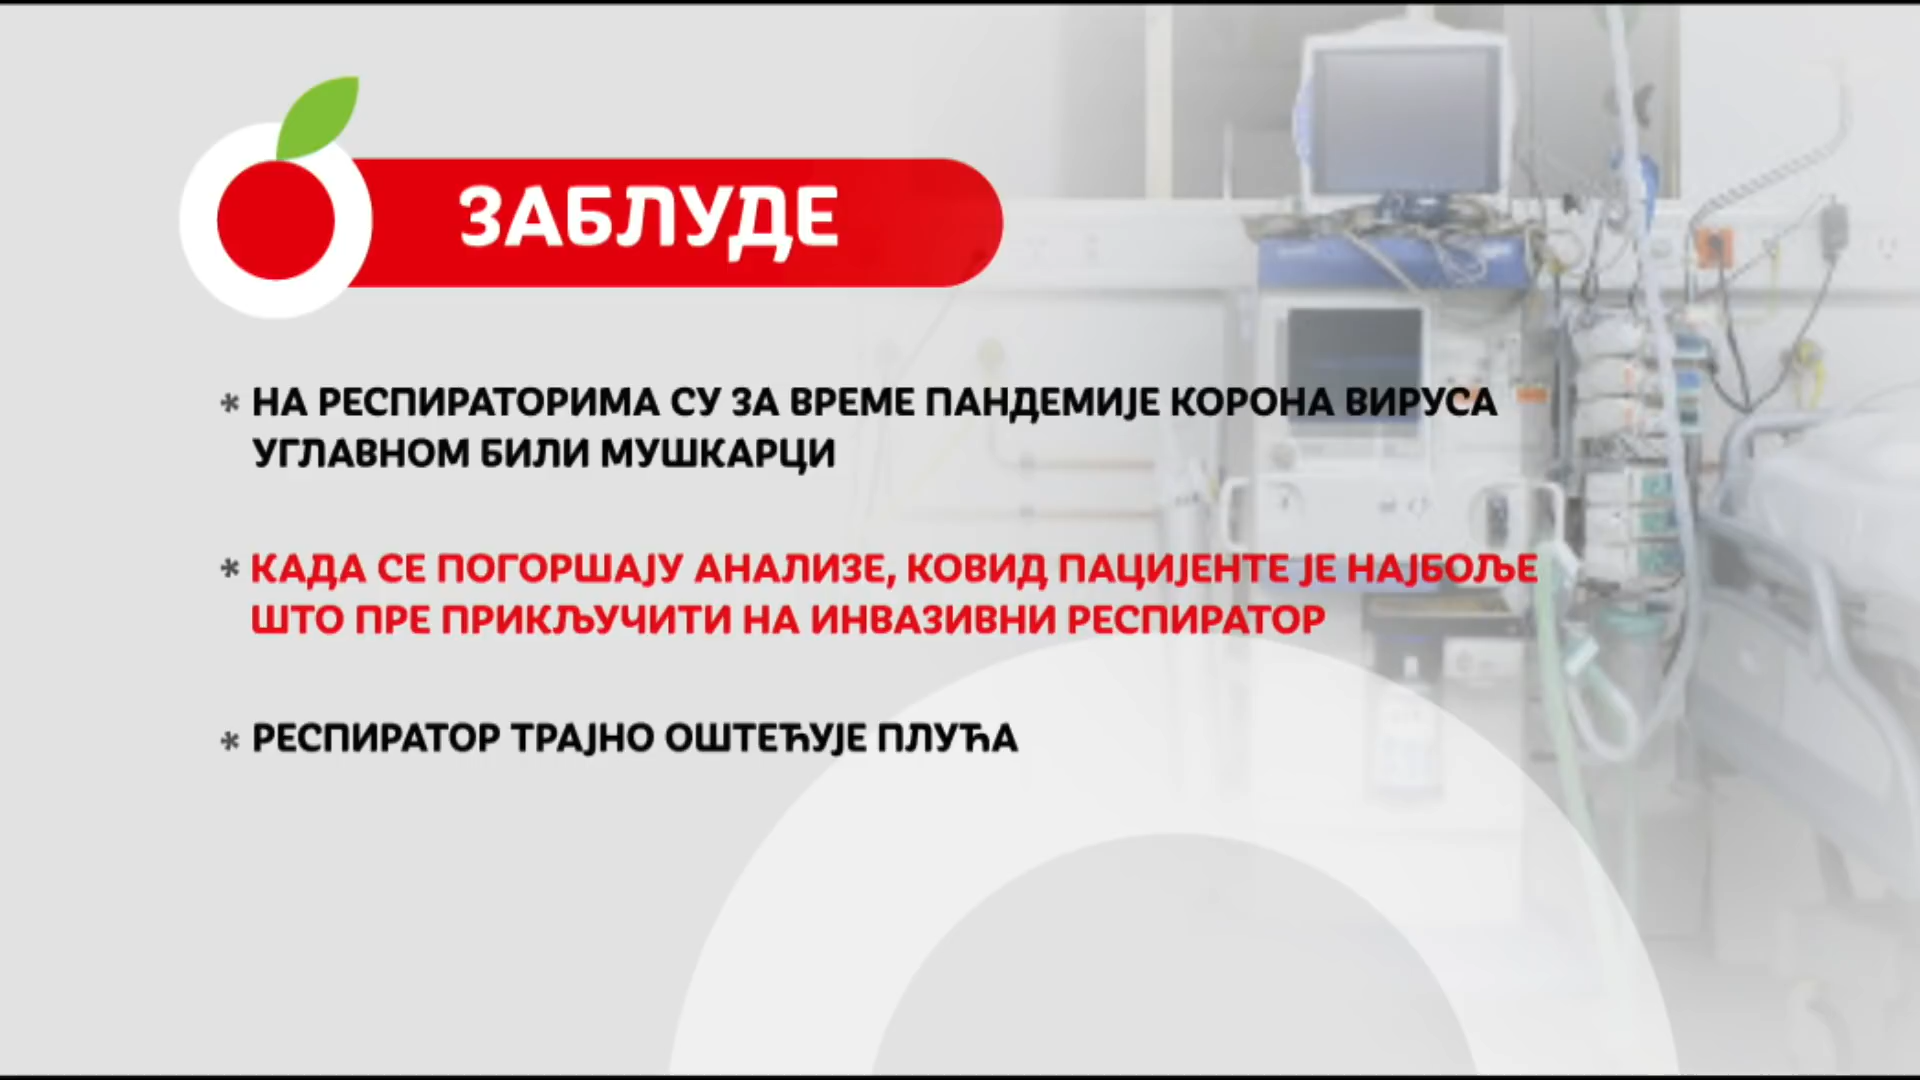 ЗАБЛУДЕ
* НА РЕСПИРАТОРИМА СУ ЗА ВРЕМЕ ПАНДЕМИЈЕ КОРОНА ВИРУСА
УГЛАВНОМ БИЛИ МУШКАРЦИ
* КАДА СЕ ПОГОРШАЈУ АНАЛИЗЕ, КОВИД ПАЦИЈЕНТЕ ЈЕ НАЈБОЉЕ
ШТО ПРЕ ПРИКЉУЧИТИ НА ИНВАЗИВНИ РЕСПИРАТОР
* РЕСПИРАТОР ТРАЈНО ОШТЕЋУЈЕ ПЛУЋА